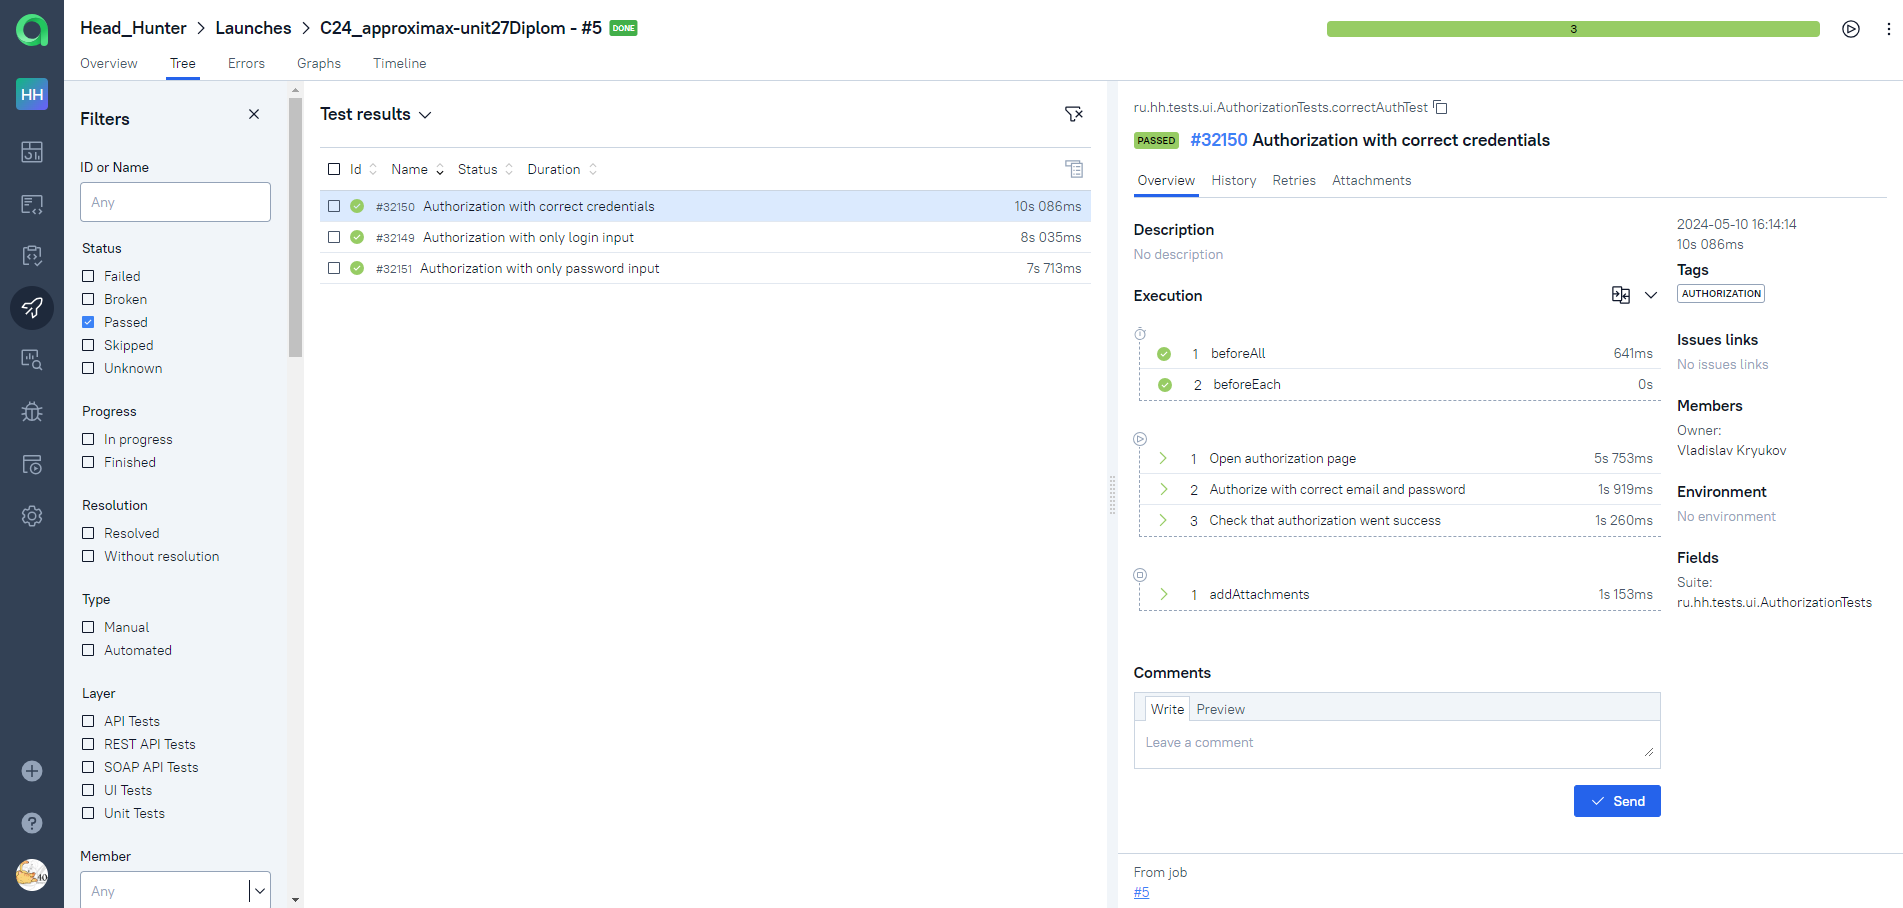 Head_Hunter
Launches
C24_approximax-unit27Diplom - #5
DONE
3
Overview
Tree
Errors
Graphs
Timeline
HH
Filters
ID or Name
Any
Status
Failed
Broken
Passed
Skipped
Unknown
Progress
In progress
Finished
Resolution
Resolved
Without resolution
Type
Manual
Automated
Layer
API Tests
REST API Tests
SOAP API Tests
UI Tests
Unit Tests
Member
Any
Test results
Id Name Status Duration
#32150 Authorization with correct credentials 10s 086ms
#32149 Authorization with only login input 8s 035ms
#32151 Authorization with only password input 7s 713ms
ru.hh.tests.ui.AuthorizationTests.correctAuthTest
PASSED #32150 Authorization with correct credentials
Overview History Retries Attachments
Description
No description
Execution
1 beforeAll 641ms
2 beforeEach 0s
1 Open authorization page 5s 753ms
2 Authorize with correct email and password 1s 919ms
3 Check that authorization went success 1s 260ms
1 addAttachments 1s 153ms
Comments
Write Preview
Leave a comment
Send
From job
#5
2024-05-10 16:14:14
10s 086ms
Tags
AUTHORIZATION
Issues links
No issues links
Members
Owner:
Vladislav Kryukov
Environment
No environment
Fields
Suite:
ru.hh.tests.ui.AuthorizationTests